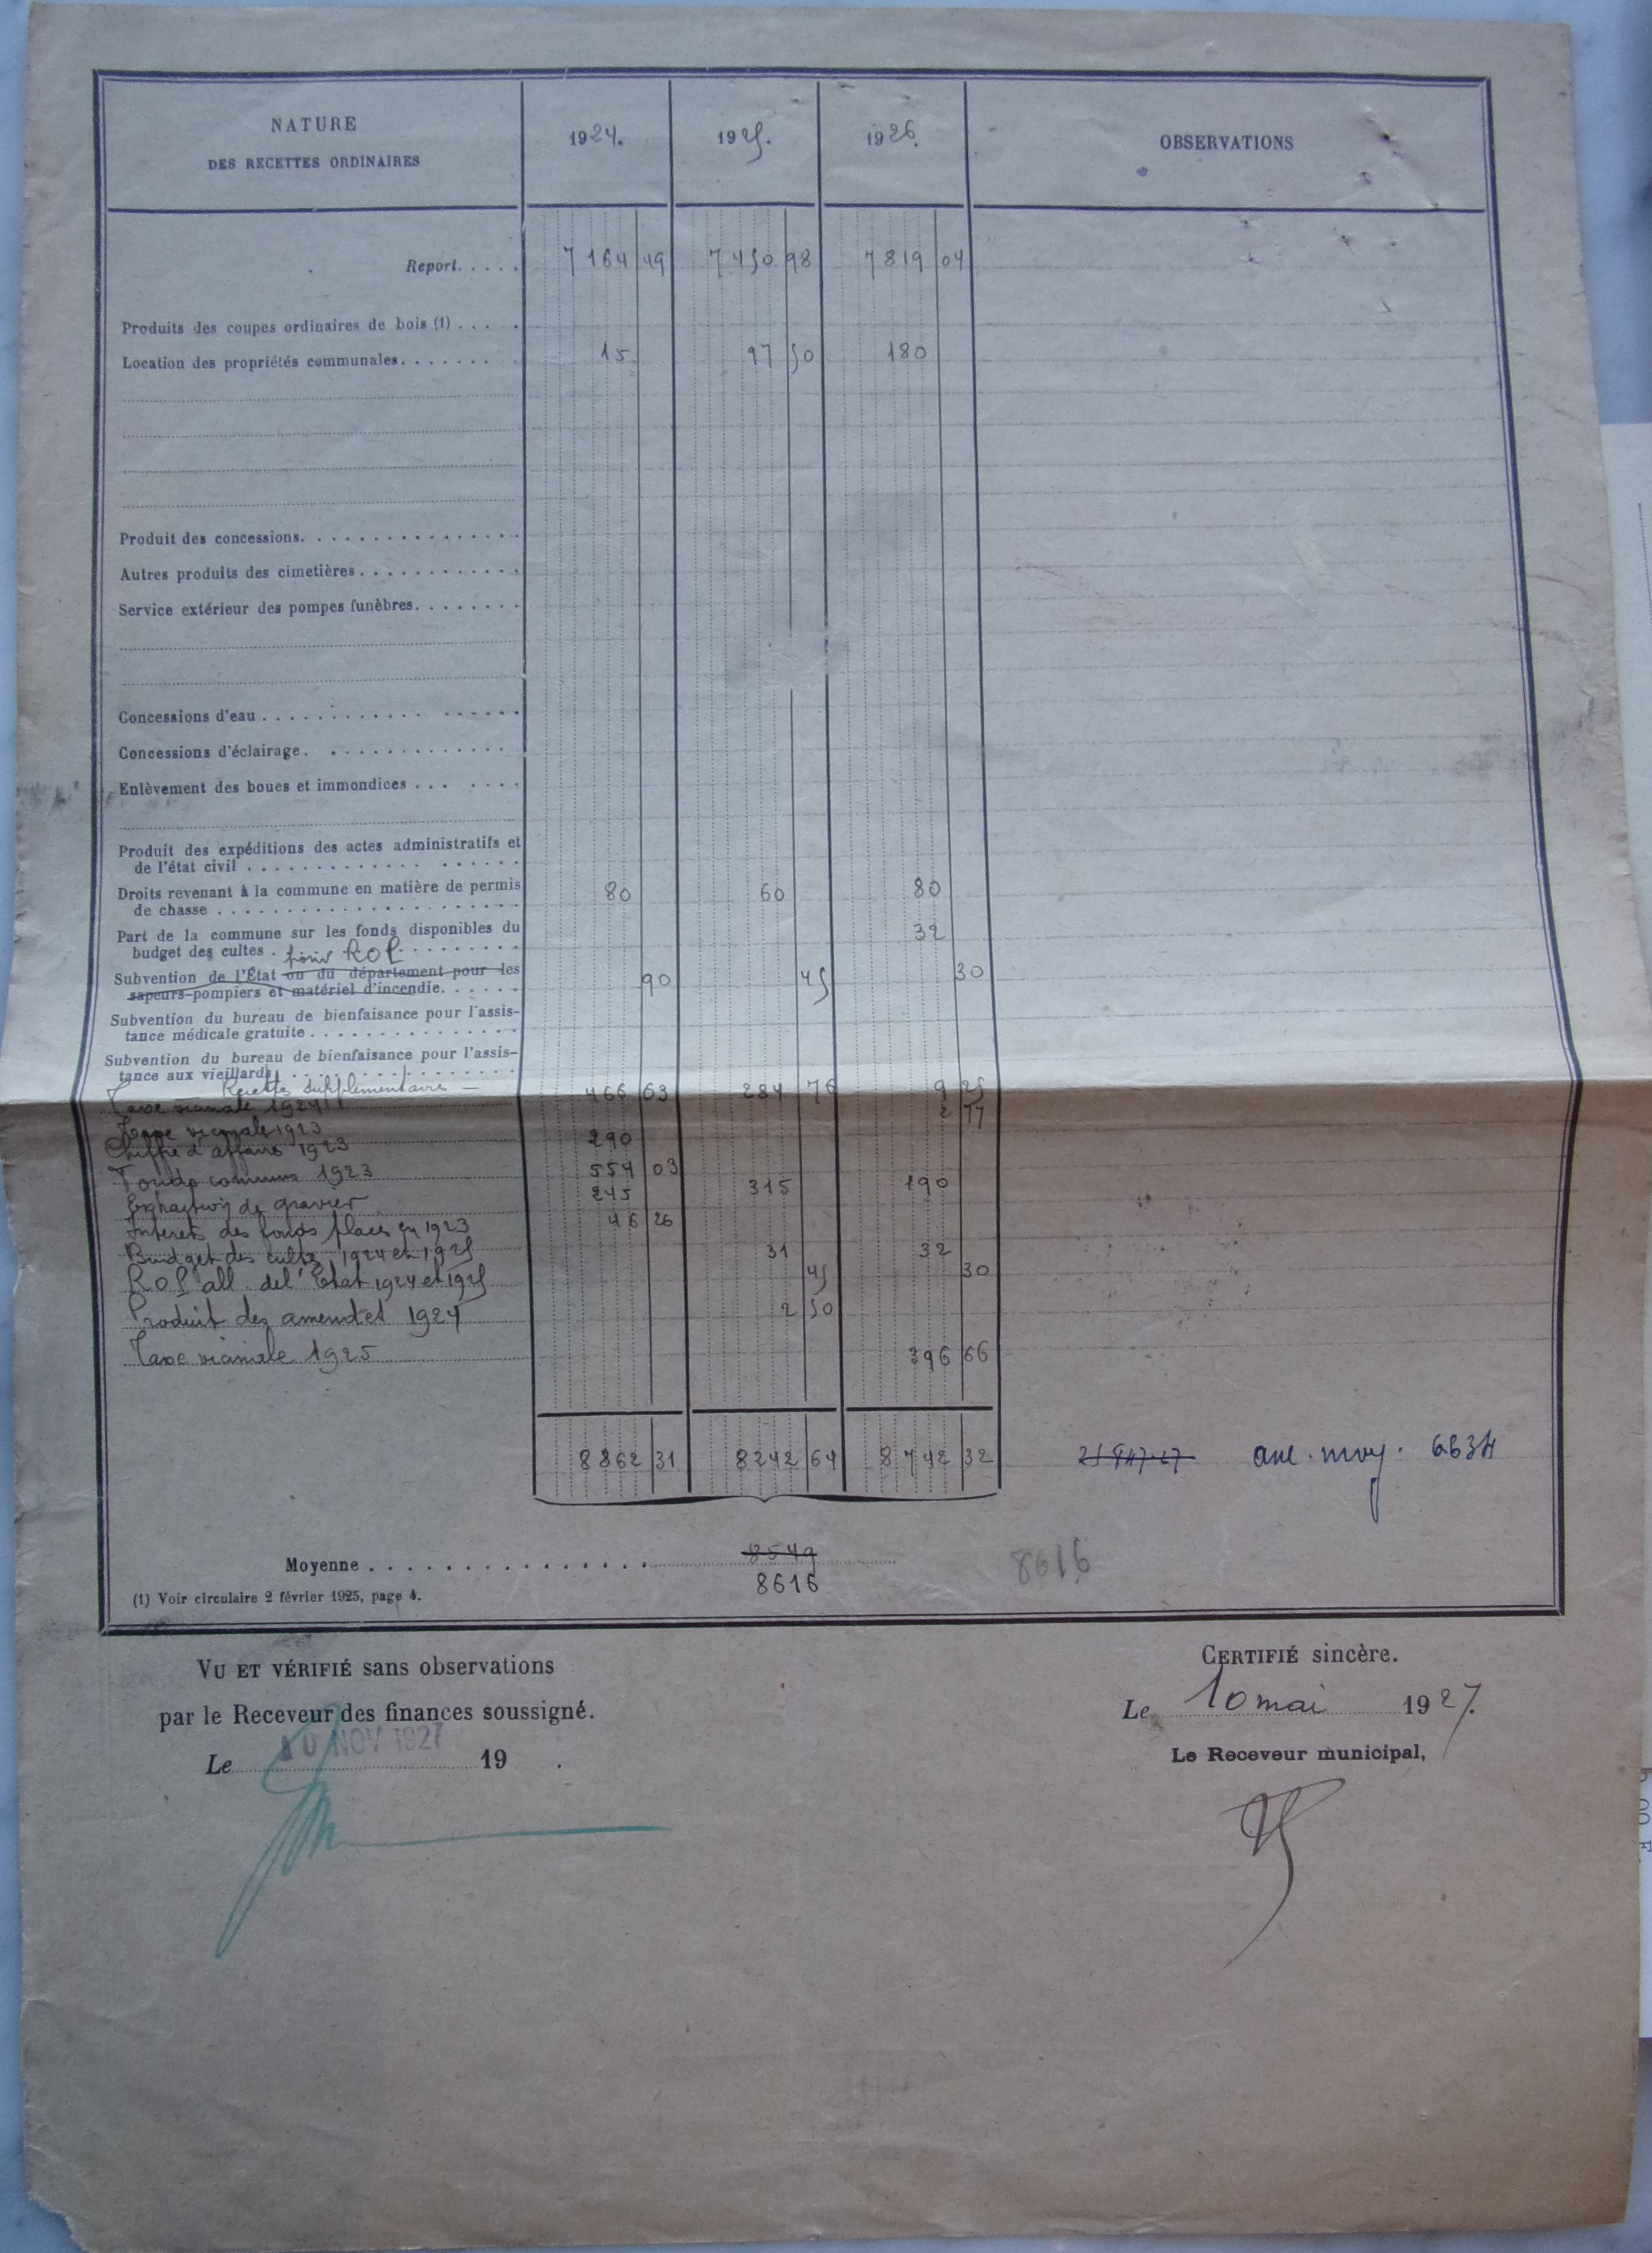 NATURE
DES RECETTES ORDINAIRES
1924. 1925. 1926. OBSERVATIONS
Report..... 7164 49 7450 98 7819 04
Produits des coupes ordinaires de bois (1).....
Location des propriétés communales....... 15 97 50 180
Produit des concessions................
Autres produits des cimetières............
Service extérieur des pompes funèbres........
Concessions d'eau..................
Concessions d'éclairage...............
Enlèvement des boues et immondices.......
Produit des expéditions des actes administratifs et
de l'état civil..................
Droits revenant à la commune en matière de permis 80 60 80
de chasse.....................
Part de la commune sur les fonds disponibles du 32
budget des cultes. pour ROP........
Subvention de l'État ou du département pour les 90 45 30
sapeurs-pompiers et matériel d'incendie......
Subvention du bureau de bienfaisance pour l'assis-
tance médicale gratuite...............
Subvention du bureau de bienfaisance pour l'assis-
tance aux vieillards................
Recettes supplémentaires —
Taxe vicinale 1924 466 63 284 76 9 25
2 77
Taxe vicinale 1923 290
Chiffre d'affaires 1923
Fonds communs 1923 554 03
Extraction de gravier 245 315 190
Interets des fonds placés en 1923 46 26
Budget des cultes 1924 et 1925 31 32
ROP all. de l'Etat 1924 et 1925 45 30
Produit des amendes 1924 2 50
Taxe vicinale 1925 396 66
8862 31 8242 64 8742 32 anc. moy. 6634
Moyenne................ 8549 8616
8616
(1) Voir circulaire 2 février 1925, page 4.
VU ET VÉRIFIÉ sans observations
par le Receveur des finances soussigné.
Le 10 NOV 1927 19 .
CERTIFIÉ sincère.
Le 10 mai 1927.
Le Receveur municipal,